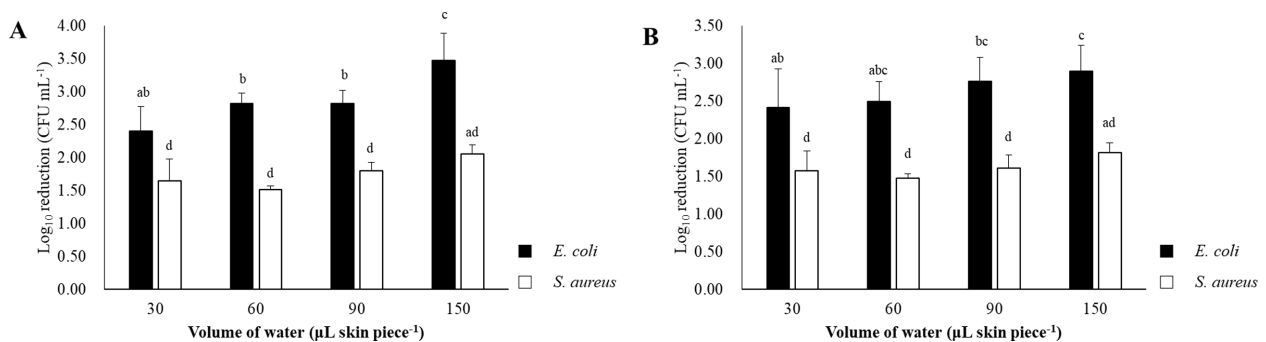 A
Log10 reduction (CFU mL-1)
4.00
3.50
3.00
2.50
2.00
1.50
1.00
0.50
0.00
ab
d
b
d
b
d
c
ad
30
60
90
150
Volume of water (µL skin piece-1)
E. coli
S. aureus
B
Log10 reduction (CFU mL-1)
3.50
3.00
2.50
2.00
1.50
1.00
0.50
0.00
ab
d
abc
d
bc
d
c
ad
30
60
90
150
Volume of water (µL skin piece-1)
E. coli
S. aureus